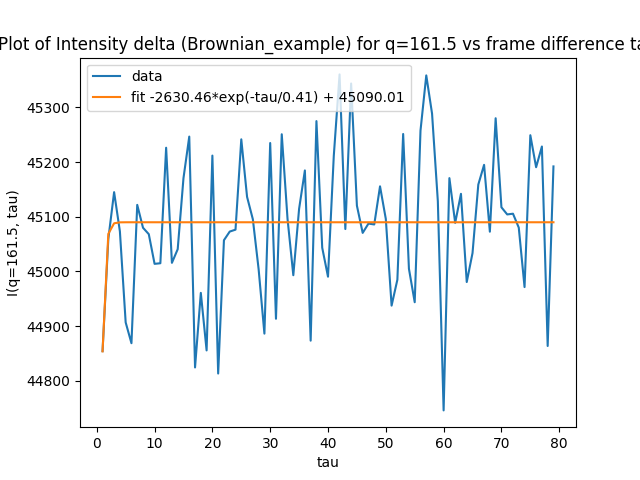 Plot of Intensity delta (Brownian_example) for q=161.5 vs frame difference ta
data
fit -2630.46*exp(-tau/0.41) + 45090.01
I(q=161.5, tau)
45300
45200
45100
45000
44900
44800
0 10 20 30 40 50 60 70 80
tau